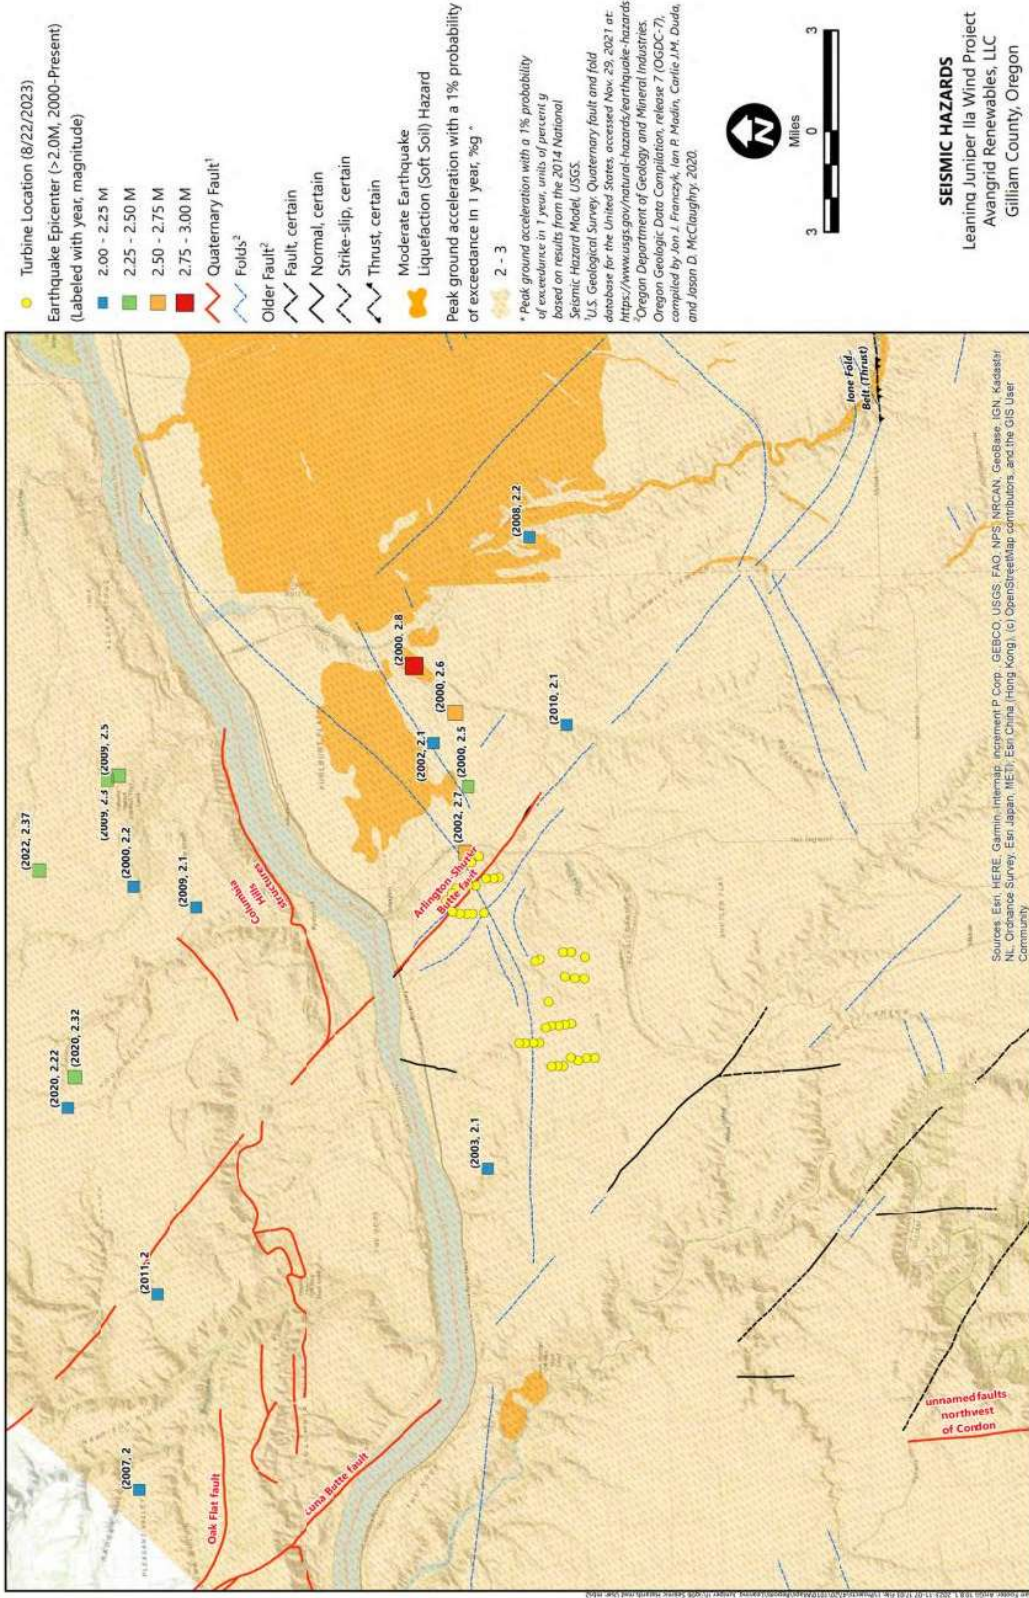 Turbine Location (8/22/2023)
Earthquake Epicenter (>2.0M, 2000-Present)
(Labeled with year, magnitude)
2.00 - 2.25 M
2.25 - 2.50 M
2.50 - 2.75 M
2.75 - 3.00 M
Quaternary Fault¹
Folds²
Older Fault²
Fault, certain
Normal, certain
Strike-slip, certain
Thrust, certain
Moderate Earthquake
Liquefaction (Soft Soil) Hazard
Peak ground acceleration with a 1% probability
of exceedance in 1 year, %g *
2 - 3
* Peak ground acceleration with a 1% probability
of exceedance in 1 year, units of percent g
based on results from the 2014 National
Seismic Hazard Model, USGS.
¹U.S. Geological Survey. Quaternary fault and fold
database for the United States, accessed Nov. 29, 2021 at:
https://www.usgs.gov/natural-hazards/earthquake-hazards
²Oregon Department of Geology and Mineral Industries.
Oregon Geologic Data Compilation, release 7 (OGDC-7),
compiled by Jon J. Franczyk, Ian P. Madin, Carlie J.M. Duda,
and Jason D. McClaughry. 2020.
N
Miles
3 0 3
SEISMIC HAZARDS
Leaning Juniper IIa Wind Project
Avangrid Renewables, LLC
Gilliam County, Oregon
(2022, 2.37
(2009, 2.3
(2009, 2.5
(2000, 2.2
(2009, 2.1
(2020, 2.22
(2020, 2.32
(2011, 2
(2007, 2
(2003, 2.1
(2008, 2.2
(2000, 2.8
(2000, 2.6
(2002, 2.1
(2000, 2.5
(2002, 2.7
(2010, 2.1
Columbia
Hills
structures
Arlington-Shutler
Butte fault
Oak Flat fault
cuna Butte fault
unnamed faults
northwest
of Condon
Ione Fold
Belt (Thrust)
Sources: Esri, HERE, Garmin, Intermap, increment P Corp., GEBCO, USGS, FAO, NPS, NRCAN, GeoBase, IGN, Kadaster
NL, Ordnance Survey, Esri Japan, METI, Esri China (Hong Kong), (c) OpenStreetMap contributors, and the GIS User
Community